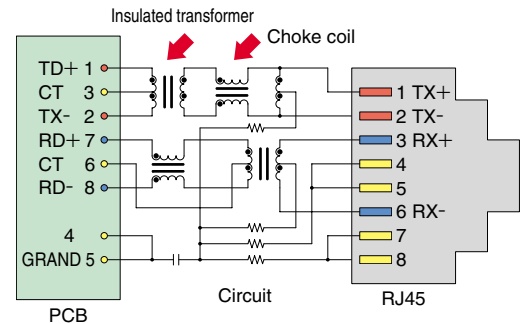 Insulated transformer
Choke coil
TD+ 1
CT 3
TX- 2
RD+ 7
CT 6
RD- 8
4
GRAND 5
PCB
Circuit
1 TX+
2 TX-
3 RX+
4
5
6 RX-
7
8
RJ45